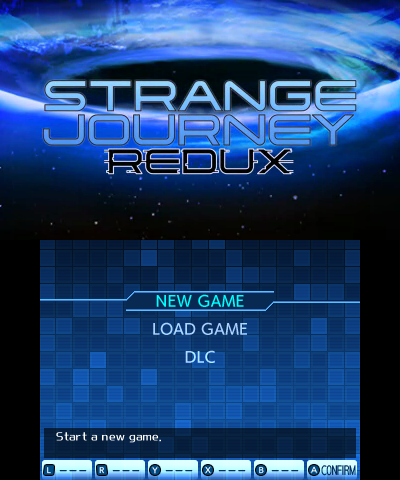 STRANGE
JOURNEY
REDUX
NEW GAME
LOAD GAME
DLC
Start a new game.
L --- R --- Y --- X --- B --- A CONFIRM